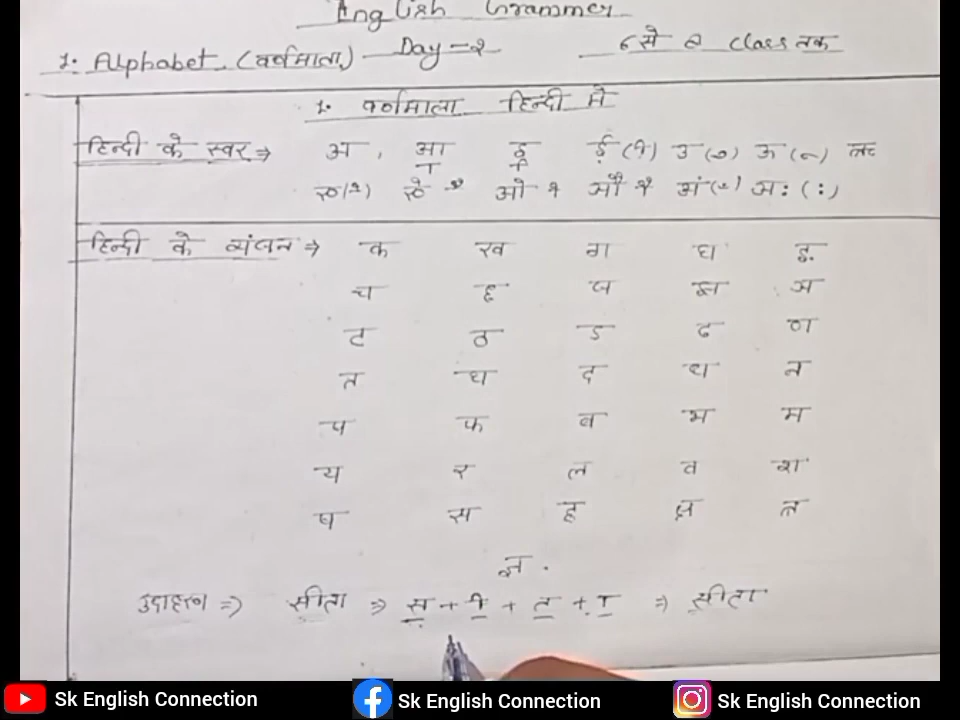 English Grammer
1. Alphabet (वर्णमाला) Day-2 6 से 8 class तक
1. वर्णमाला हिन्दी मे
हिन्दी के स्वर ⇒ अ, आ इ ई (ी) उ (ु) ऊ (ू)
ए (े) ऐ ै ओ ो औ ौ अं (ं) अः (ः)
हिन्दी के व्यंजन ⇒ क ख ग घ ङ
च छ ज झ ञ
ट ठ ड ढ ण
त थ द ध न
प फ ब भ म
य र ल व श
ष स ह क्ष त्र
ज्ञ.
उदाहरण ⇒ सीता ⇒ स + ी + त + ा ⇒ सीता
Sk English Connection Sk English Connection Sk English Connection